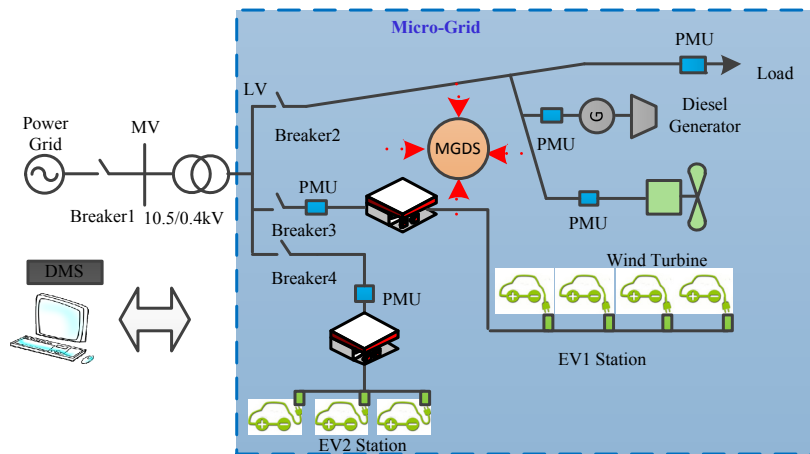 Micro-Grid
PMU
Load
LV
Power
Grid
MV
Breaker2
MGDS
G
Diesel
Generator
PMU
Breaker1
10.5/0.4kV
PMU
Breaker3
PMU
Wind Turbine
DMS
Breaker4
PMU
EV1 Station
EV2 Station